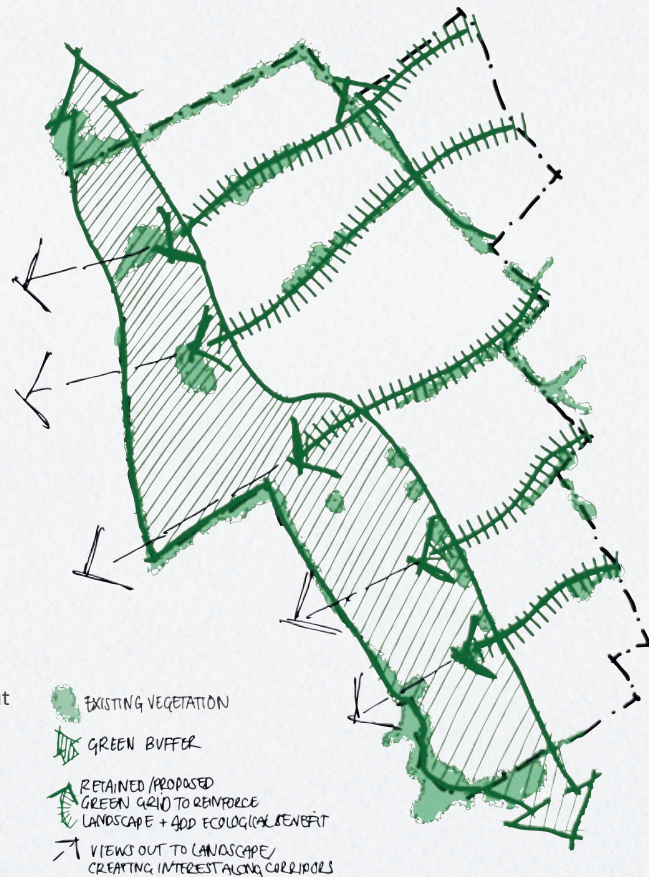 it
EXISTING VEGETATION
GREEN BUFFER
RETAINED/PROPOSED
GREEN GRID TO REINFORCE
LANDSCAPE + ADD ECOLOGICAL BENEFIT
VIEWS OUT TO LANDSCAPE/
CREATING INTEREST ALONG CORRIDORS